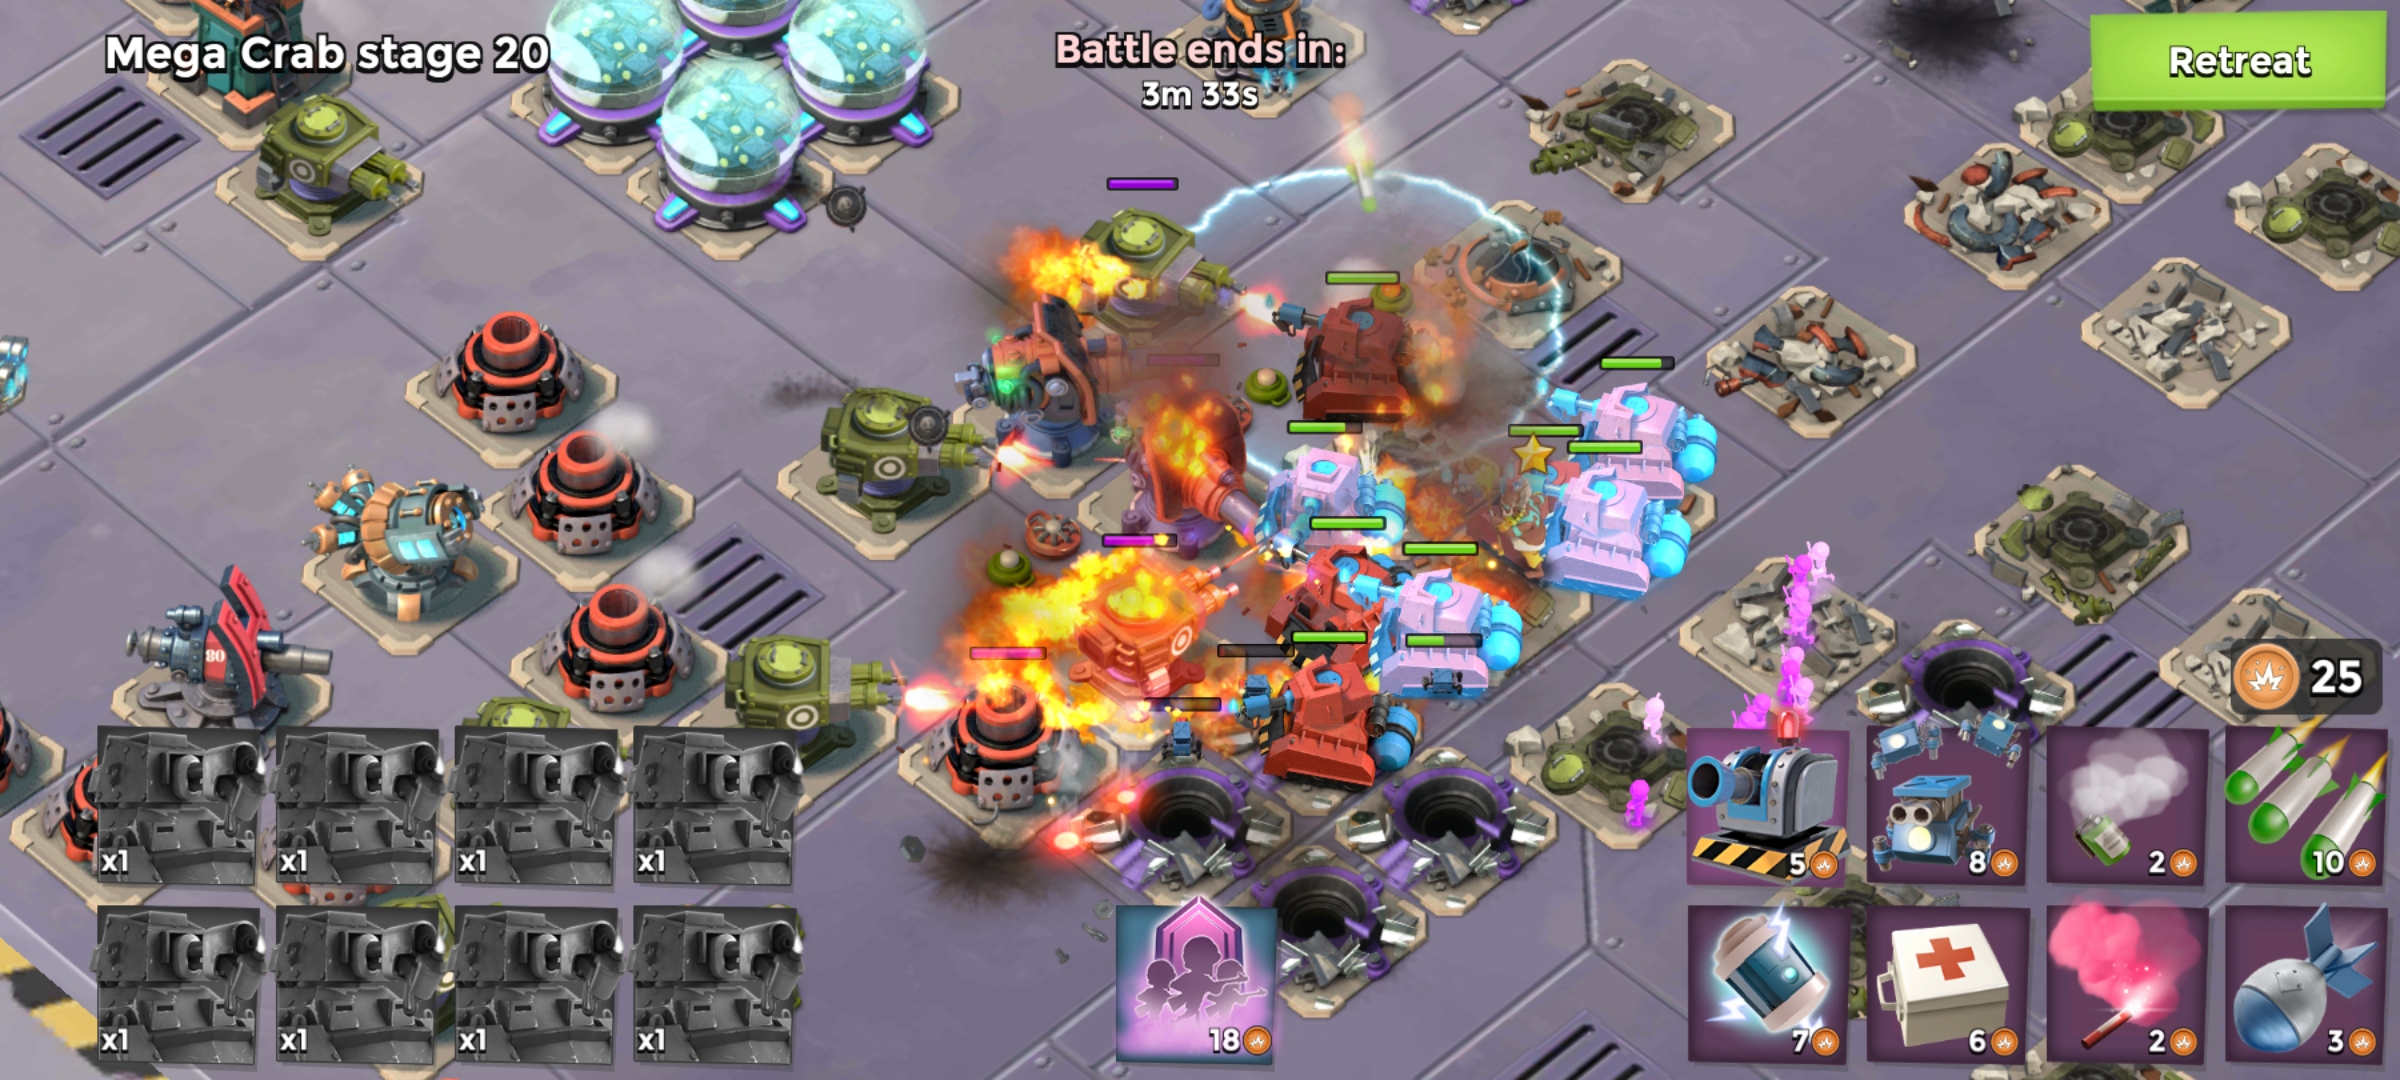 Mega Crab stage 20
Battle ends in:
3m 33s
Retreat
80
25
x1 x1 x1 x1
5 8 2 10
x1 x1 x1 x1
18
7 6 2 3